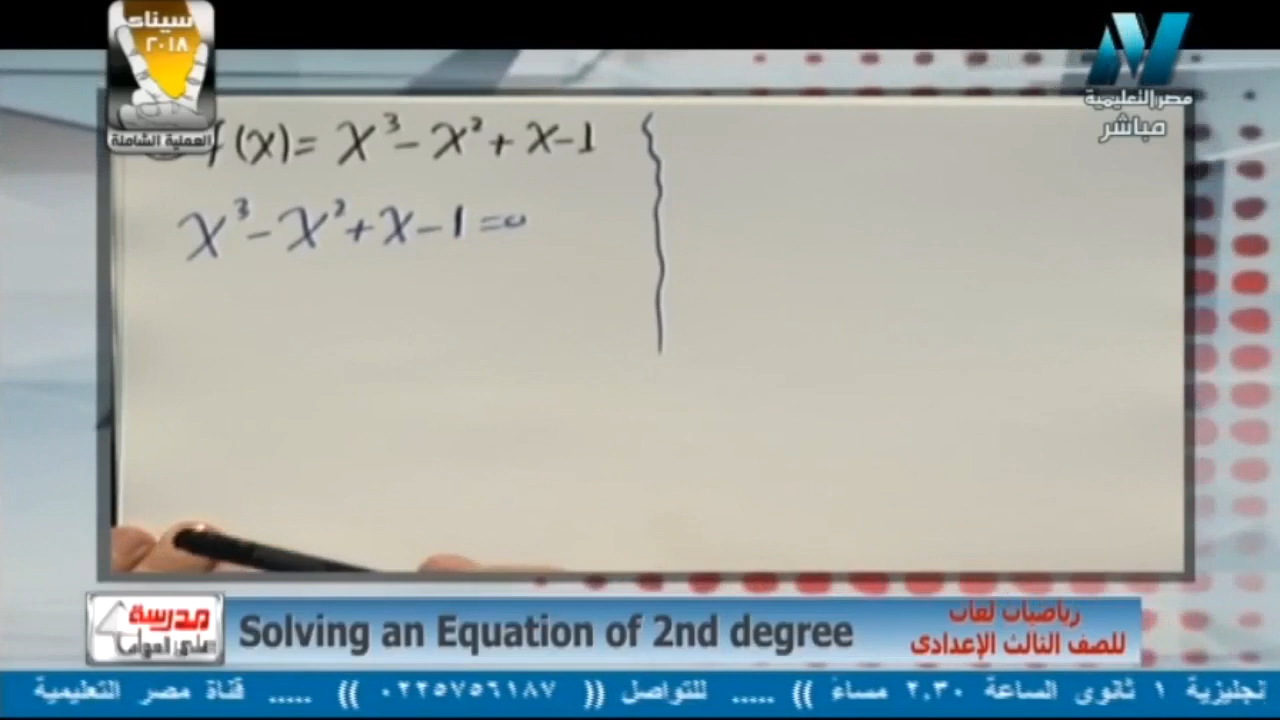 سيناء
٢٠١٨
العملية الشاملة
مصر التعليمية
مباشر
f(x) = x³ - x² + x - 1
x³ - x² + x - 1 = 0
مدرسة
على الهواء
Solving an Equation of 2nd degree
رياضيات لغات
للصف الثالث الإعدادى
إنجليزية ١ ثانوى الساعة ٢.٣٠ مساءً (( ..... للتواصل (( ٠٢٢٥٧٥٦١٨٧ )) ..... قناة مصر التعليمية